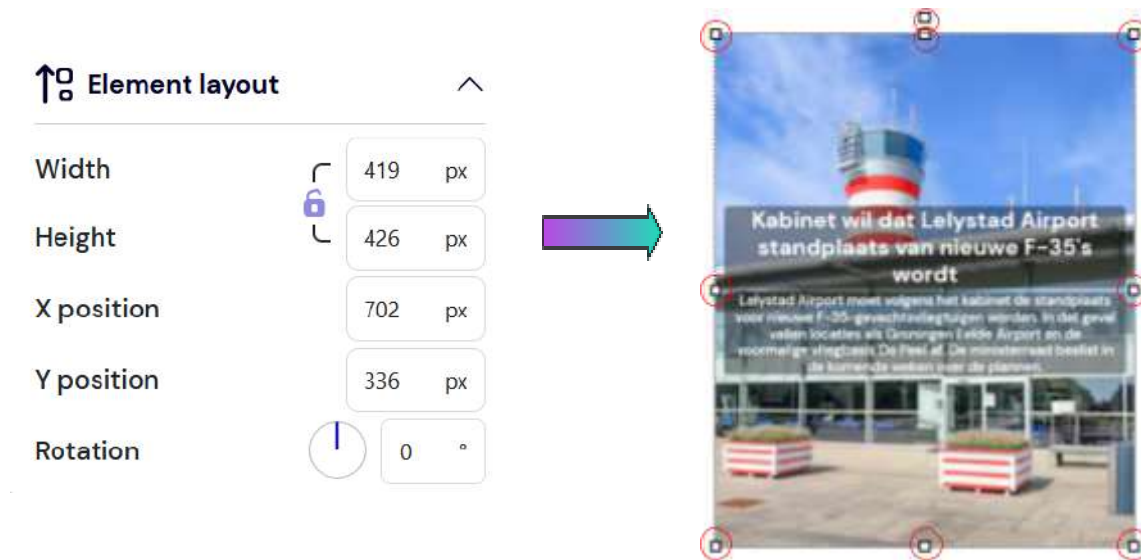 Element layout
Width
419 px
Height
426 px
X position
702 px
Y position
336 px
Rotation
0 °
Kabinet wil dat Lelystad Airport
standplaats van nieuwe F-35's
wordt
Lelystad Airport moet volgens het kabinet de standplaats
voor nieuwe F-35-gevechtsvliegtuigen worden. In dat geval
vallen locaties als Groningen Eelde Airport en de
voormalige vliegbasis De Peel af. De ministerraad beslist in
de komende weken over de plannen.